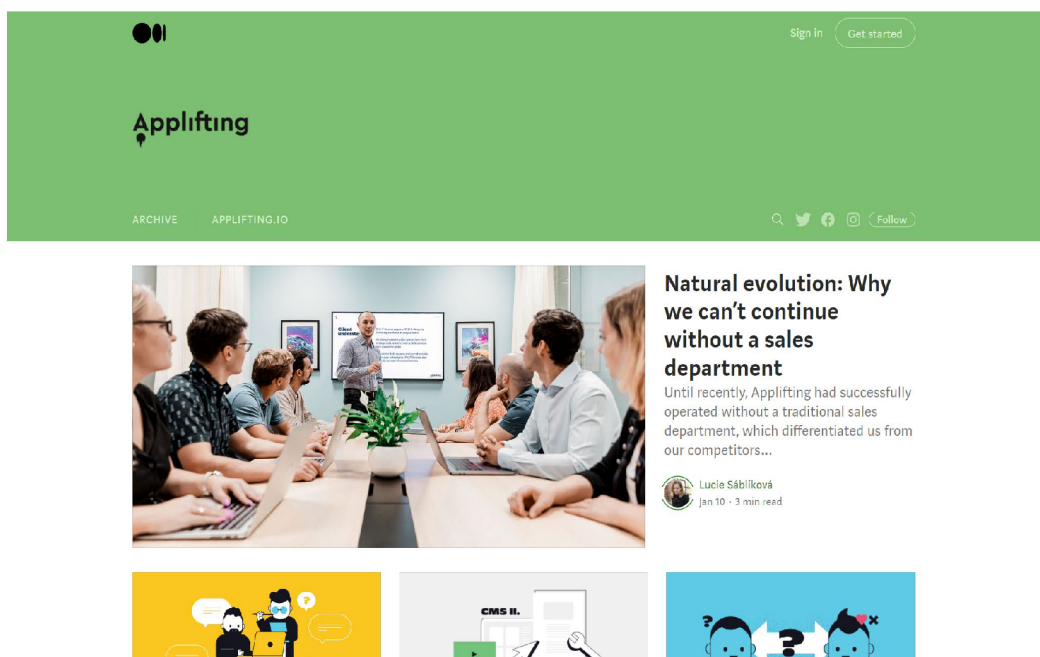 Sign in
Get started
Applifting
ARCHIVE
APPLIFTING.IO
Follow
Client
Natural evolution: Why
we can't continue
without a sales
department
Until recently, Applifting had successfully
operated without a traditional sales
department, which differentiated us from
our competitors...
Lucie Sáblíková
Jan 10 · 3 min read
?
CMS II.
?
?
×